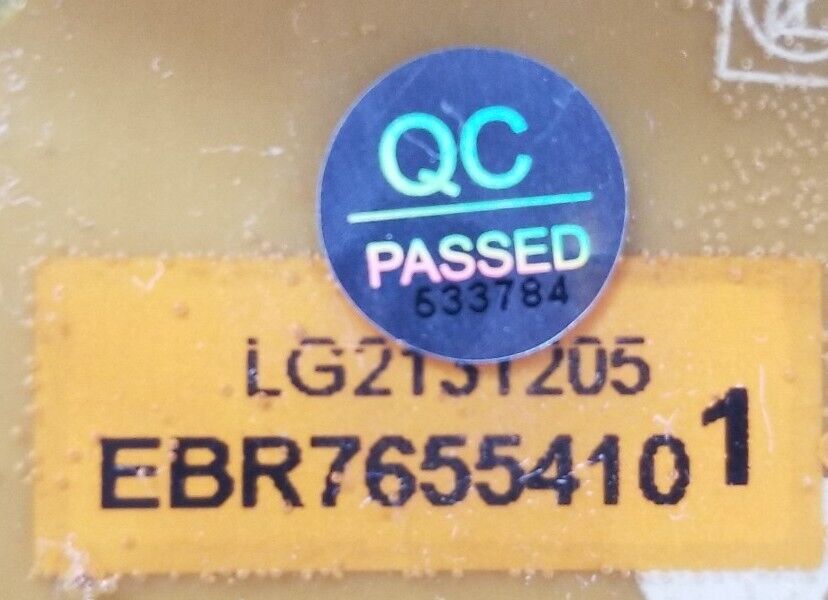 QC
PASSED
533784
LG2131205
EBR76554101